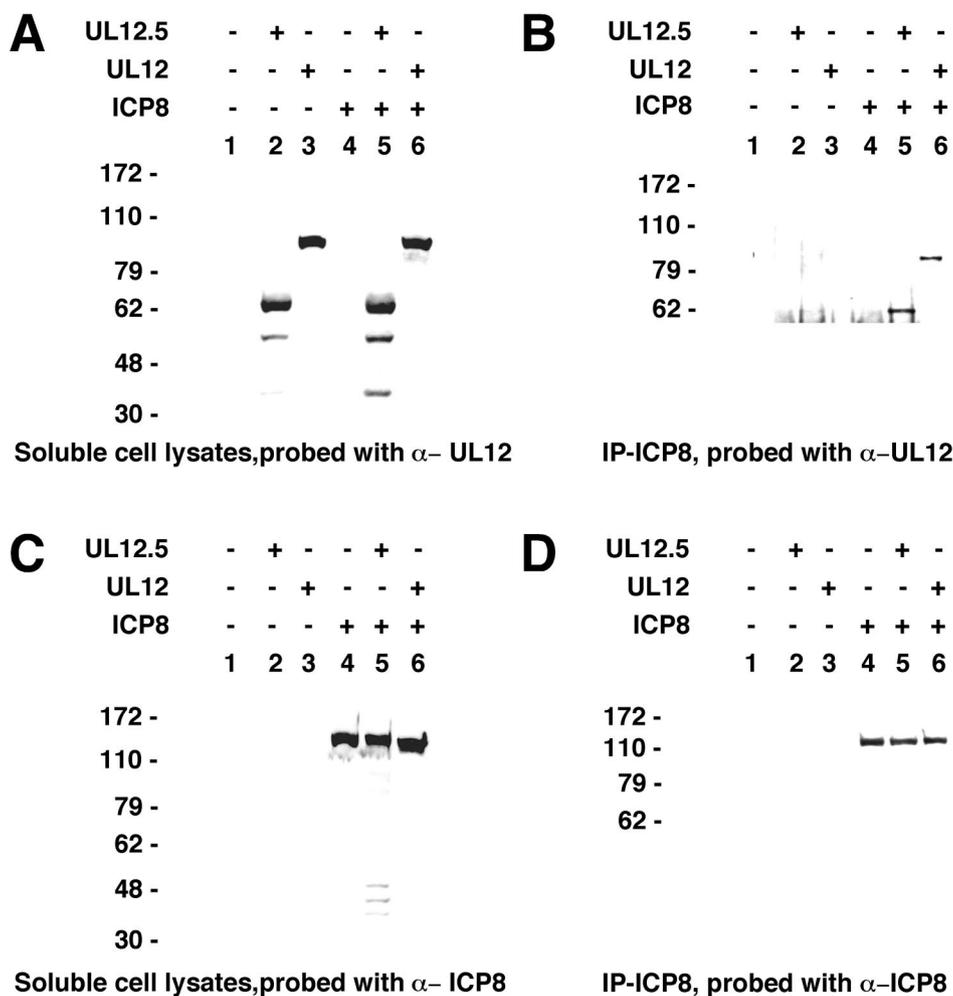 A
UL12.5 - + - - + -
UL12 - - + - - +
ICP8 - - - + + +
1 2 3 4 5 6
172 -
110 -
79 -
62 -
48 -
30 -
Soluble cell lysates,probed with α– UL12
B
UL12.5 - + - - + -
UL12 - - + - - +
ICP8 - - - + + +
1 2 3 4 5 6
172 -
110 -
79 -
62 -
IP-ICP8, probed with α–UL12
C
UL12.5 - + - - + -
UL12 - - + - - +
ICP8 - - - + + +
1 2 3 4 5 6
172 -
110 -
79 -
62 -
48 -
30 -
Soluble cell lysates,probed with α– ICP8
D
UL12.5 - + - - + -
UL12 - - + - - +
ICP8 - - - + + +
1 2 3 4 5 6
172 -
110 -
79 -
62 -
IP-ICP8, probed with α–ICP8